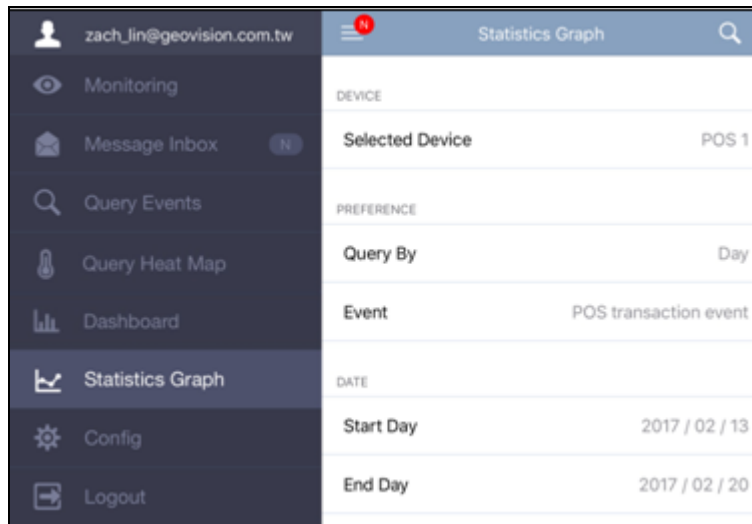 zach_lin@geovision.com.tw
Monitoring
Message Inbox N
Query Events
Query Heat Map
Dashboard
Statistics Graph
Config
Logout
N Statistics Graph
DEVICE
Selected Device POS 1
PREFERENCE
Query By Day
Event POS transaction event
DATE
Start Day 2017 / 02 / 13
End Day 2017 / 02 / 20